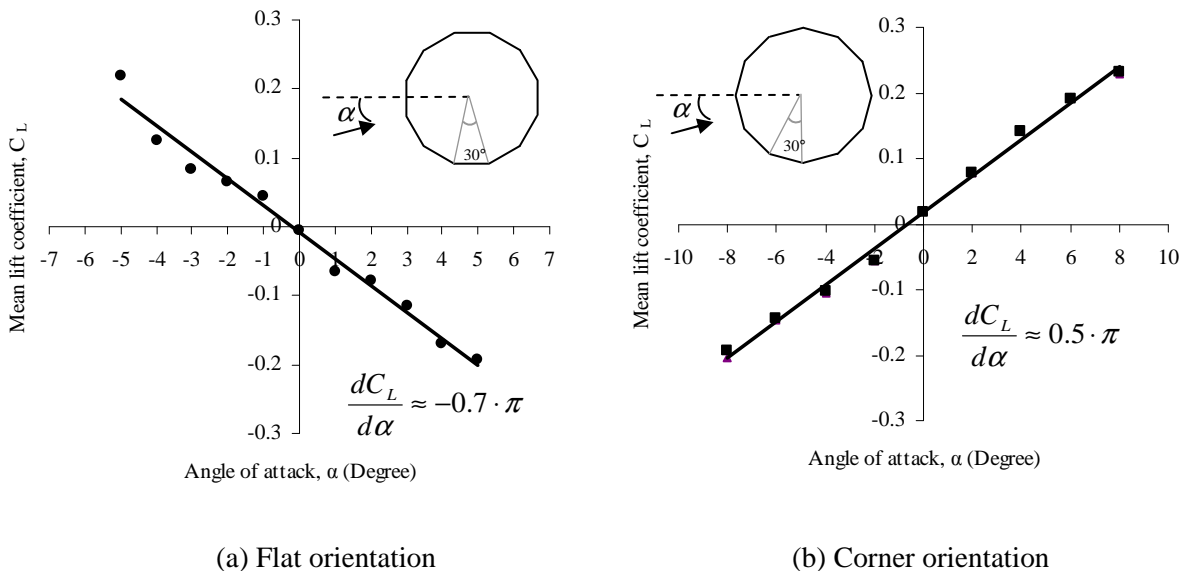 0.3
0.2
0.1
0
-0.1
-0.2
-0.3
-7 -6 -5 -4 -3 -2 -1 0 1 2 3 4 5 6 7
Mean lift coefficient, C L
Angle of attack, α (Degree)
α
30°
dC_L/dα ≈ −0.7 · π
(a) Flat orientation
0.3
0.2
0.1
0
-0.1
-0.2
-0.3
-10 -8 -6 -4 -2 0 2 4 6 8 10
Mean lift coefficient, C L
Angle of attack, α (Degree)
α
30°
dC_L/dα ≈ 0.5 · π
(b) Corner orientation